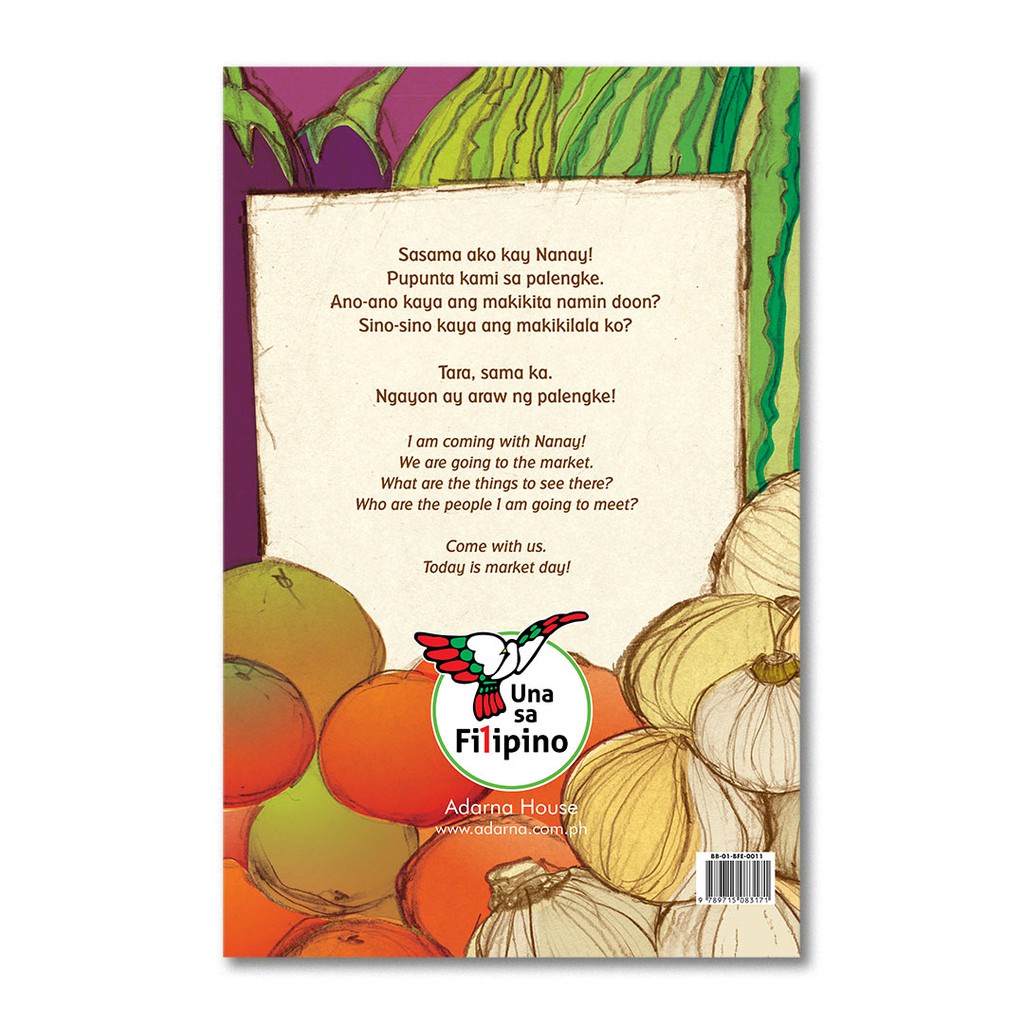 Sasama ako kay Nanay!
Pupunta kami sa palengke.
Ano-ano kaya ang makikita namin doon?
Sino-sino kaya ang makikilala ko?
Tara, sama ka.
Ngayon ay araw ng palengke!
I am coming with Nanay!
We are going to the market.
What are the things to see there?
Who are the people I am going to meet?
Come with us.
Today is market day!
Una
sa
Fi1ipino
Adarna House
www.adarna.com.ph
BB-01-BFE-0011
9 789715 083171